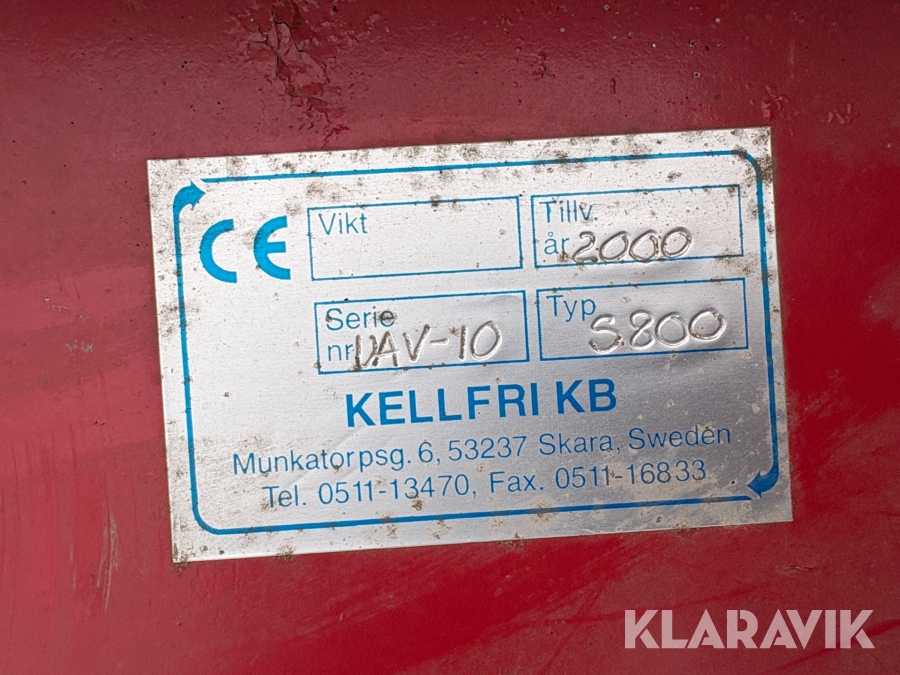 CE
Vikt
Tillv.
år 2000
Serie
nr VAV-10
Typ
S800
KELLFRI KB
Munkatorpsg. 6, 53237 Skara, Sweden
Tel. 0511-13470, Fax. 0511-16833
KLARAVIK